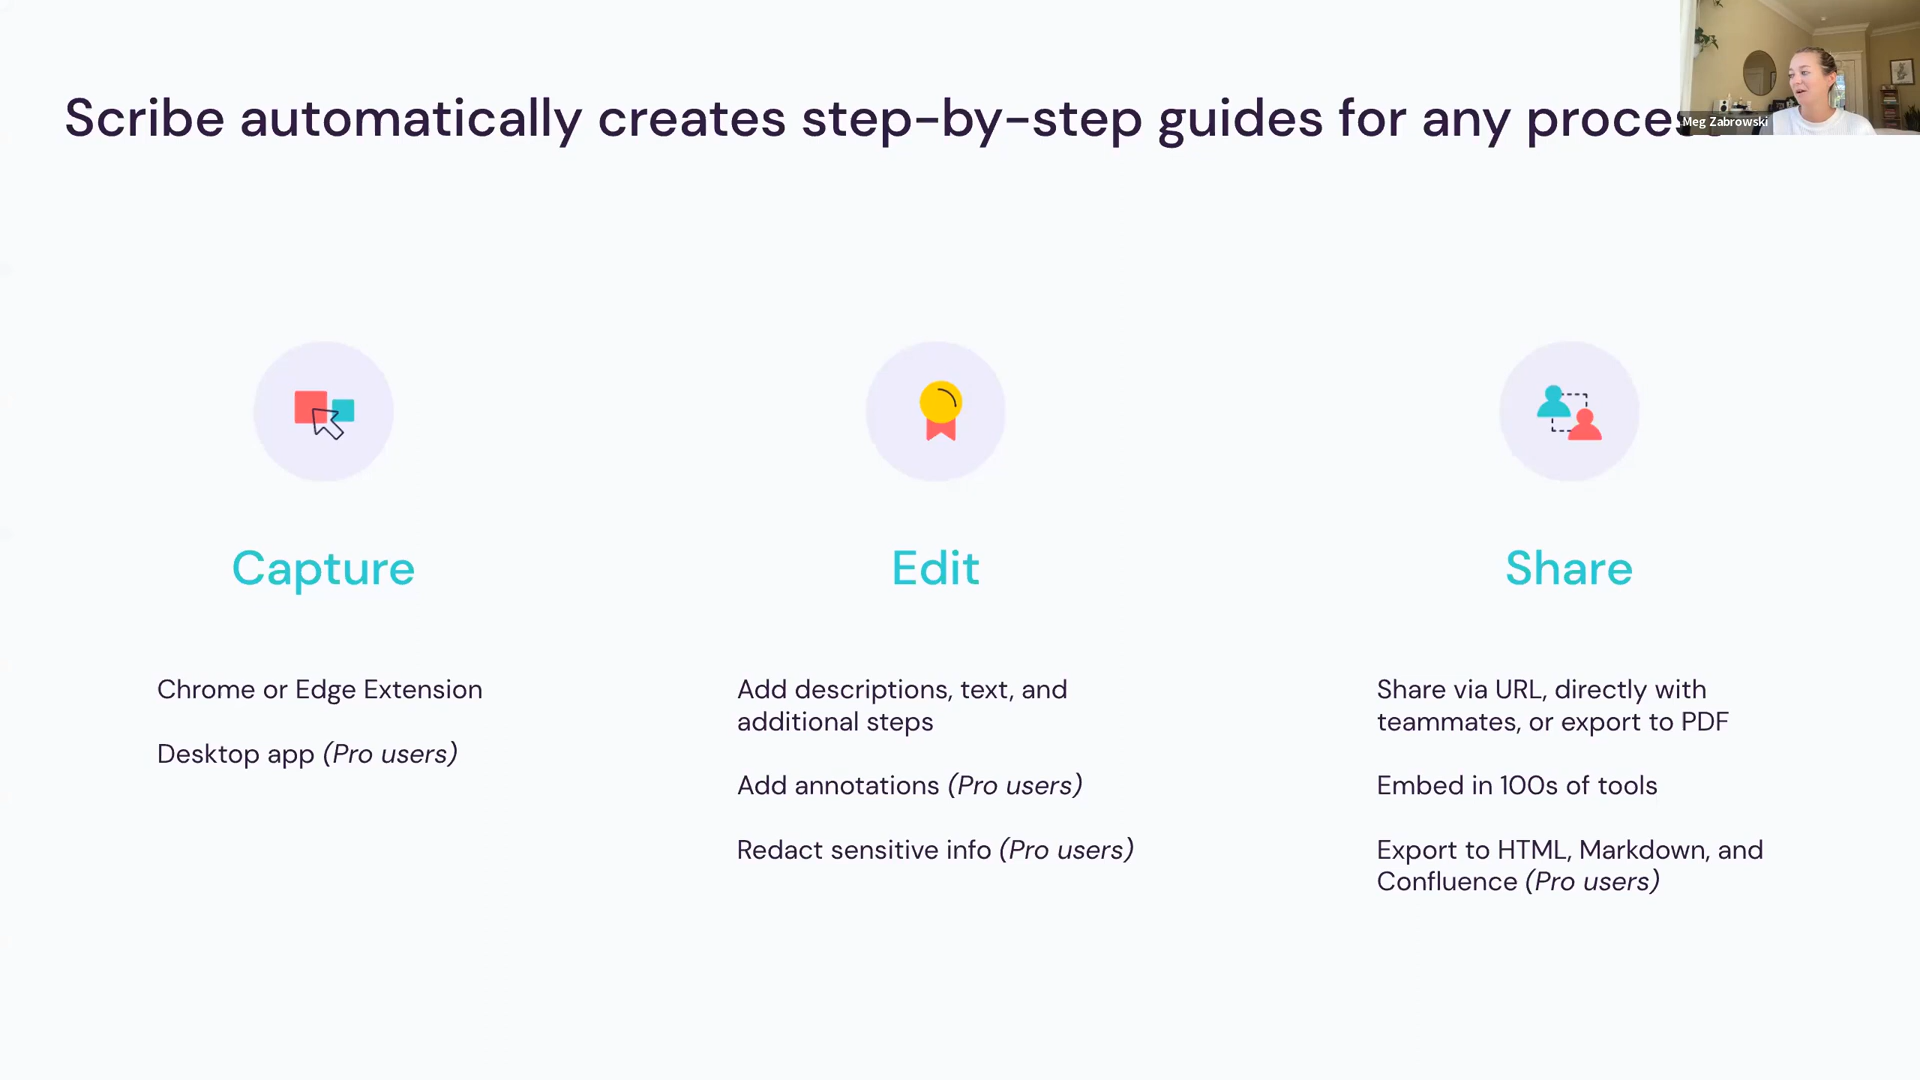 Scribe automatically creates step-by-step guides for any proces
Meg Zabrowski
Capture
Chrome or Edge Extension
Desktop app (Pro users)
Edit
Add descriptions, text, and
additional steps
Add annotations (Pro users)
Redact sensitive info (Pro users)
Share
Share via URL, directly with
teammates, or export to PDF
Embed in 100s of tools
Export to HTML, Markdown, and
Confluence (Pro users)